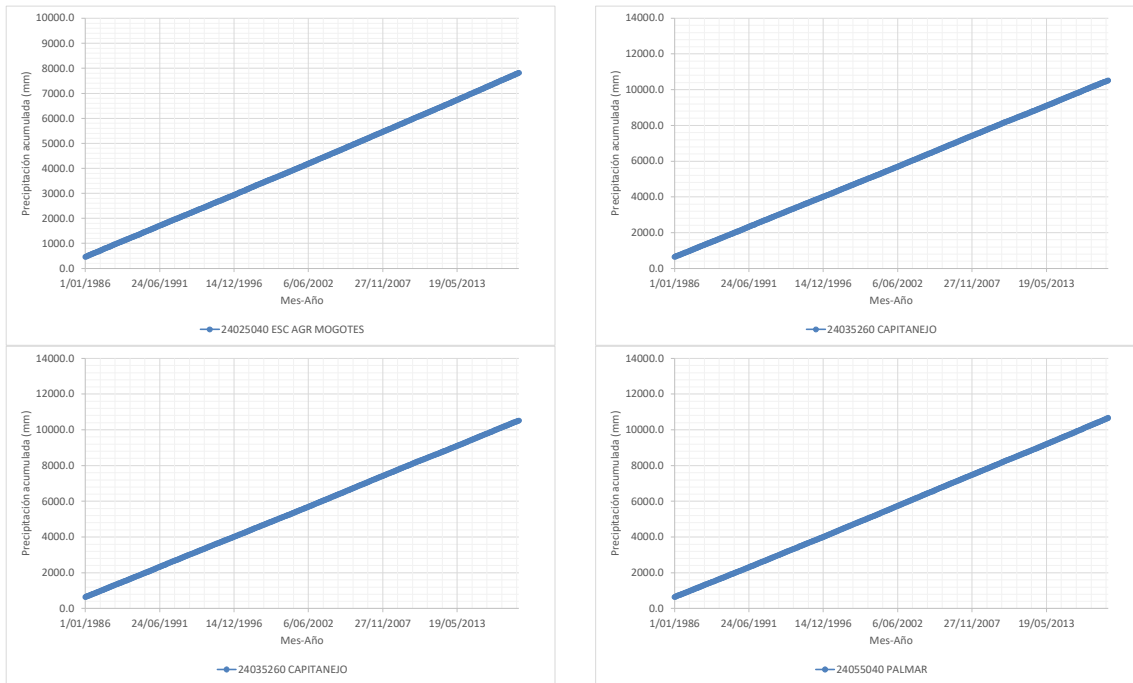 10000.0
9000.0
8000.0
7000.0
6000.0
5000.0
4000.0
3000.0
2000.0
1000.0
0.0
Precipitación acumulada (mm)
1/01/1986 24/06/1991 14/12/1996 6/06/2002 27/11/2007 19/05/2013
Mes-Año
24025040 ESC AGR MOGOTES
14000.0
12000.0
10000.0
8000.0
6000.0
4000.0
2000.0
0.0
Precipitación acumulada (mm)
1/01/1986 24/06/1991 14/12/1996 6/06/2002 27/11/2007 19/05/2013
Mes-Año
24035260 CAPITANEJO
14000.0
12000.0
10000.0
8000.0
6000.0
4000.0
2000.0
0.0
Precipitación acumulada (mm)
1/01/1986 24/06/1991 14/12/1996 6/06/2002 27/11/2007 19/05/2013
Mes-Año
24035260 CAPITANEJO
14000.0
12000.0
10000.0
8000.0
6000.0
4000.0
2000.0
0.0
Precipitación acumulada (mm)
1/01/1986 24/06/1991 14/12/1996 6/06/2002 27/11/2007 19/05/2013
Mes-Año
24055040 PALMAR